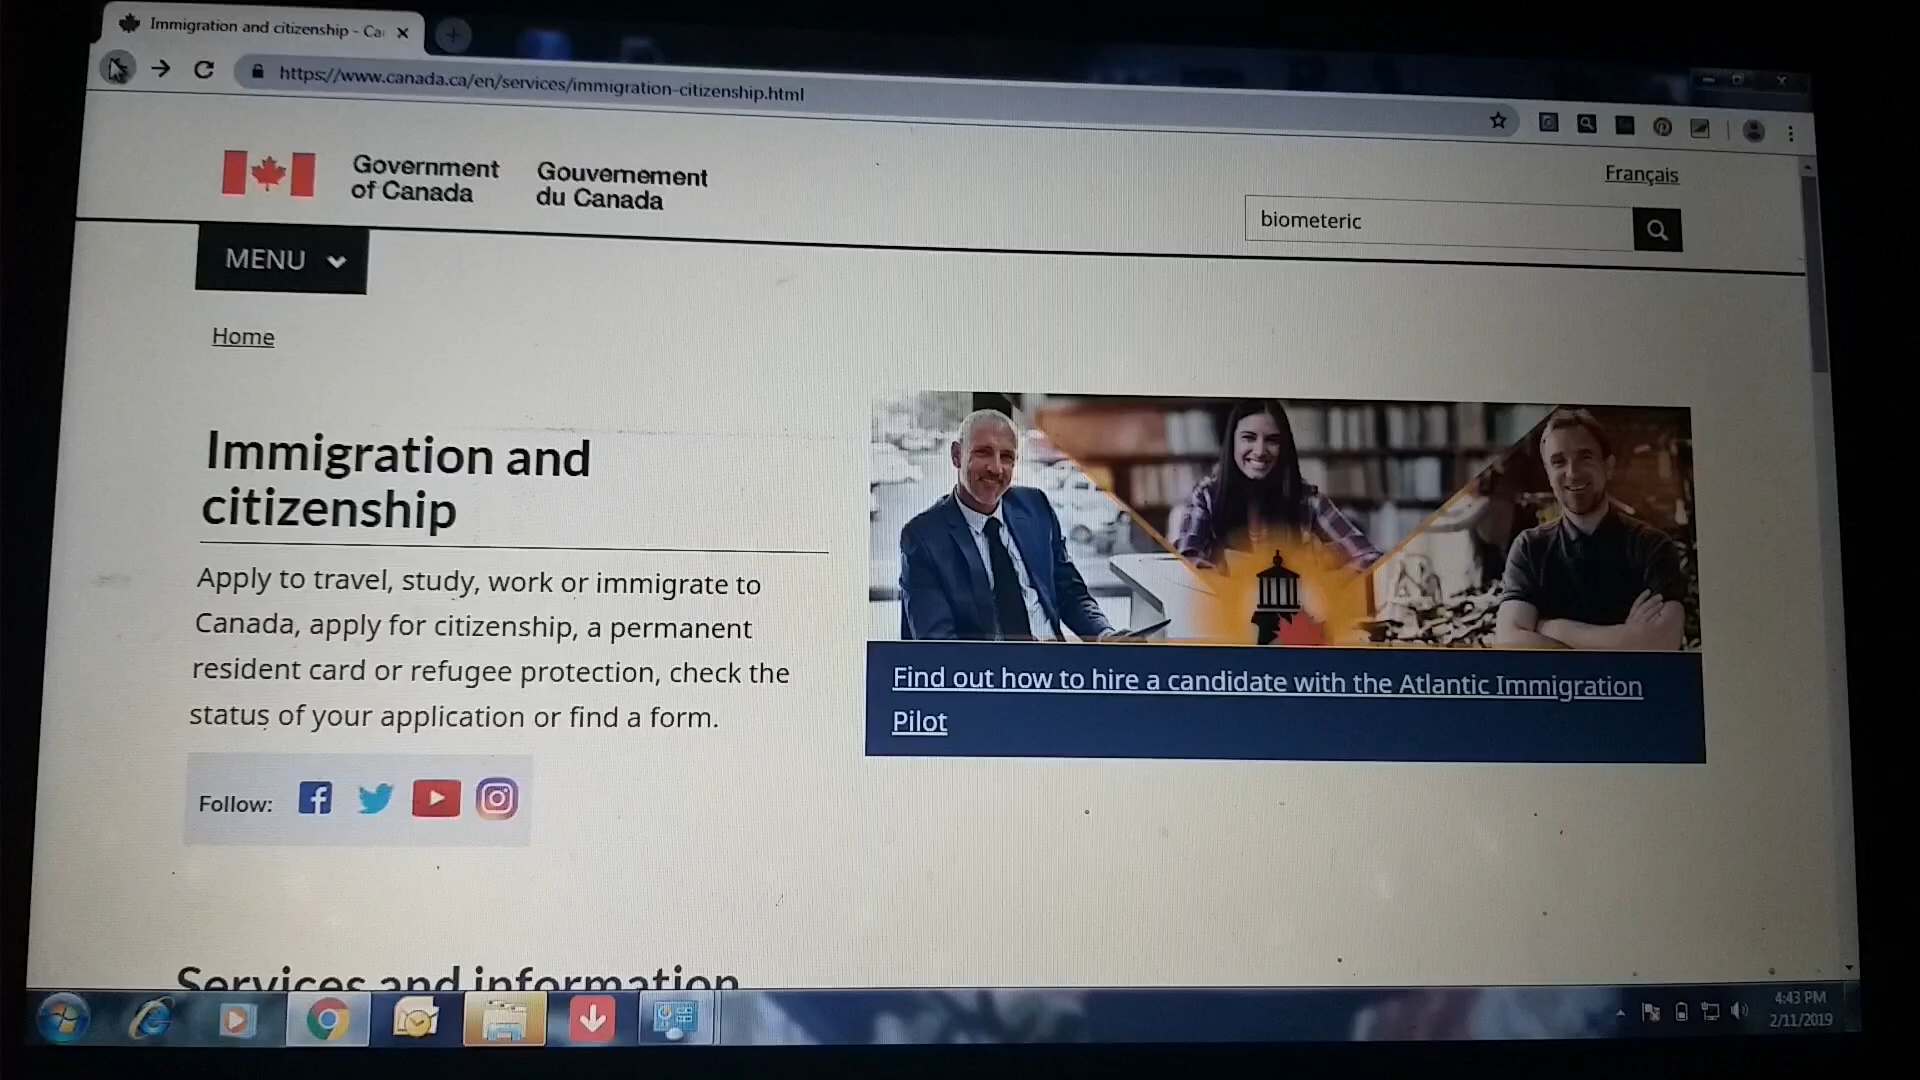 Immigration and citizenship - Ca
https://www.canada.ca/en/services/immigration-citizenship.html
Government of Canada
Gouvernement du Canada
Français
biometeric
MENU
Home
Immigration and
citizenship
Apply to travel, study, work or immigrate to
Canada, apply for citizenship, a permanent
resident card or refugee protection, check the
status of your application or find a form.
Find out how to hire a candidate with the Atlantic Immigration
Pilot
Follow:
Services and information
4:43 PM
2/11/2019